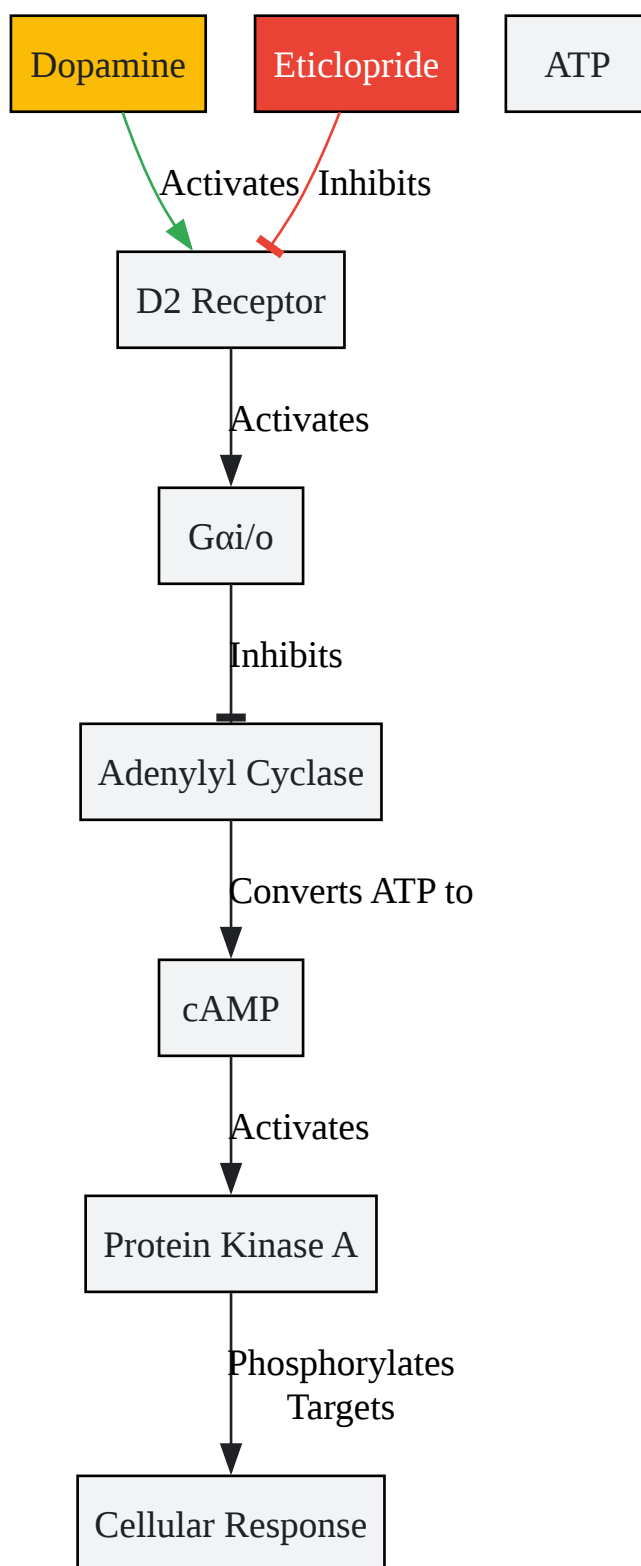 Dopamine
Eticlopride
ATP
Activates
Inhibits
D2 Receptor
Activates
Gαi/o
Inhibits
Adenylyl Cyclase
Converts ATP to
cAMP
Activates
Protein Kinase A
Phosphorylates
Targets
Cellular Response